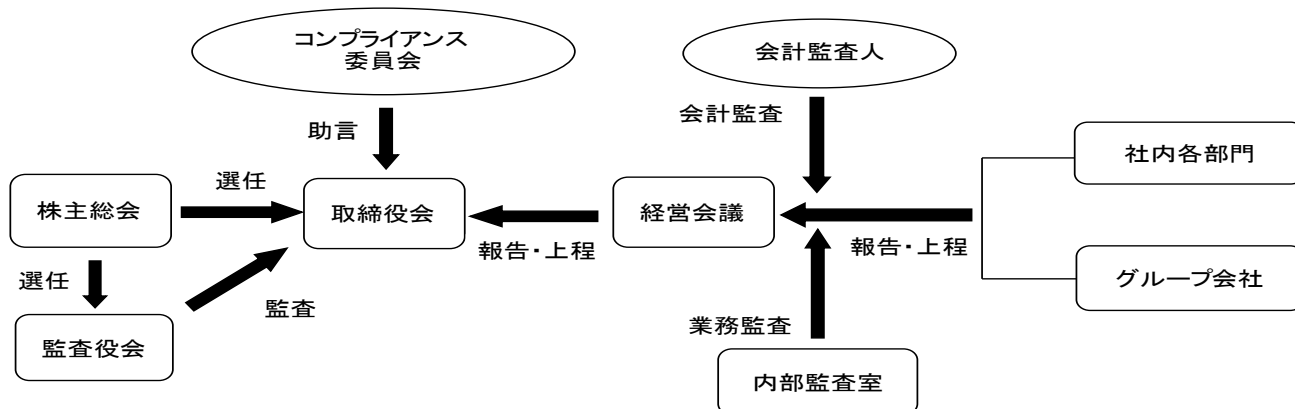 コンプライアンス
委員会
会計監査人
助言
会計監査
社内各部門
選任
株主総会
取締役会
経営会議
報告・上程
報告・上程
選任
監査
グループ会社
監査役会
業務監査
内部監査室